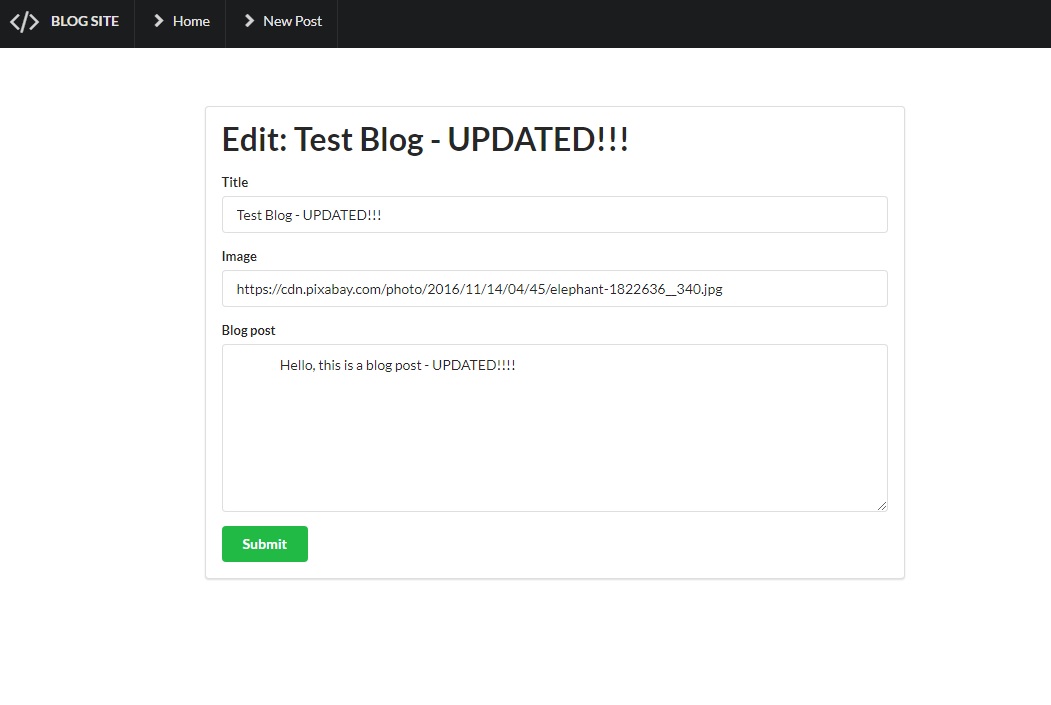 BLOG SITE Home New Post
Edit: Test Blog - UPDATED!!!
Title
Test Blog - UPDATED!!!
Image
https://cdn.pixabay.com/photo/2016/11/14/04/45/elephant-1822636__340.jpg
Blog post
Hello, this is a blog post - UPDATED!!!!
Submit